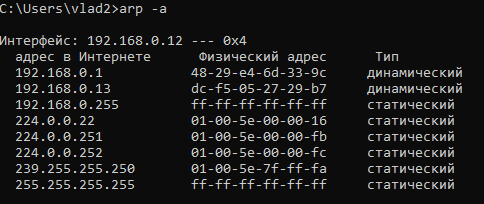 C:\Users\vlad2>arp -a
Интерфейс: 192.168.0.12 --- 0x4
адрес в Интернете Физический адрес Тип
192.168.0.1 48-29-e4-6d-33-9c динамический
192.168.0.13 dc-f5-05-27-29-b7 динамический
192.168.0.255 ff-ff-ff-ff-ff-ff статический
224.0.0.22 01-00-5e-00-00-16 статический
224.0.0.251 01-00-5e-00-00-fb статический
224.0.0.252 01-00-5e-00-00-fc статический
239.255.255.250 01-00-5e-7f-ff-fa статический
255.255.255.255 ff-ff-ff-ff-ff-ff статический